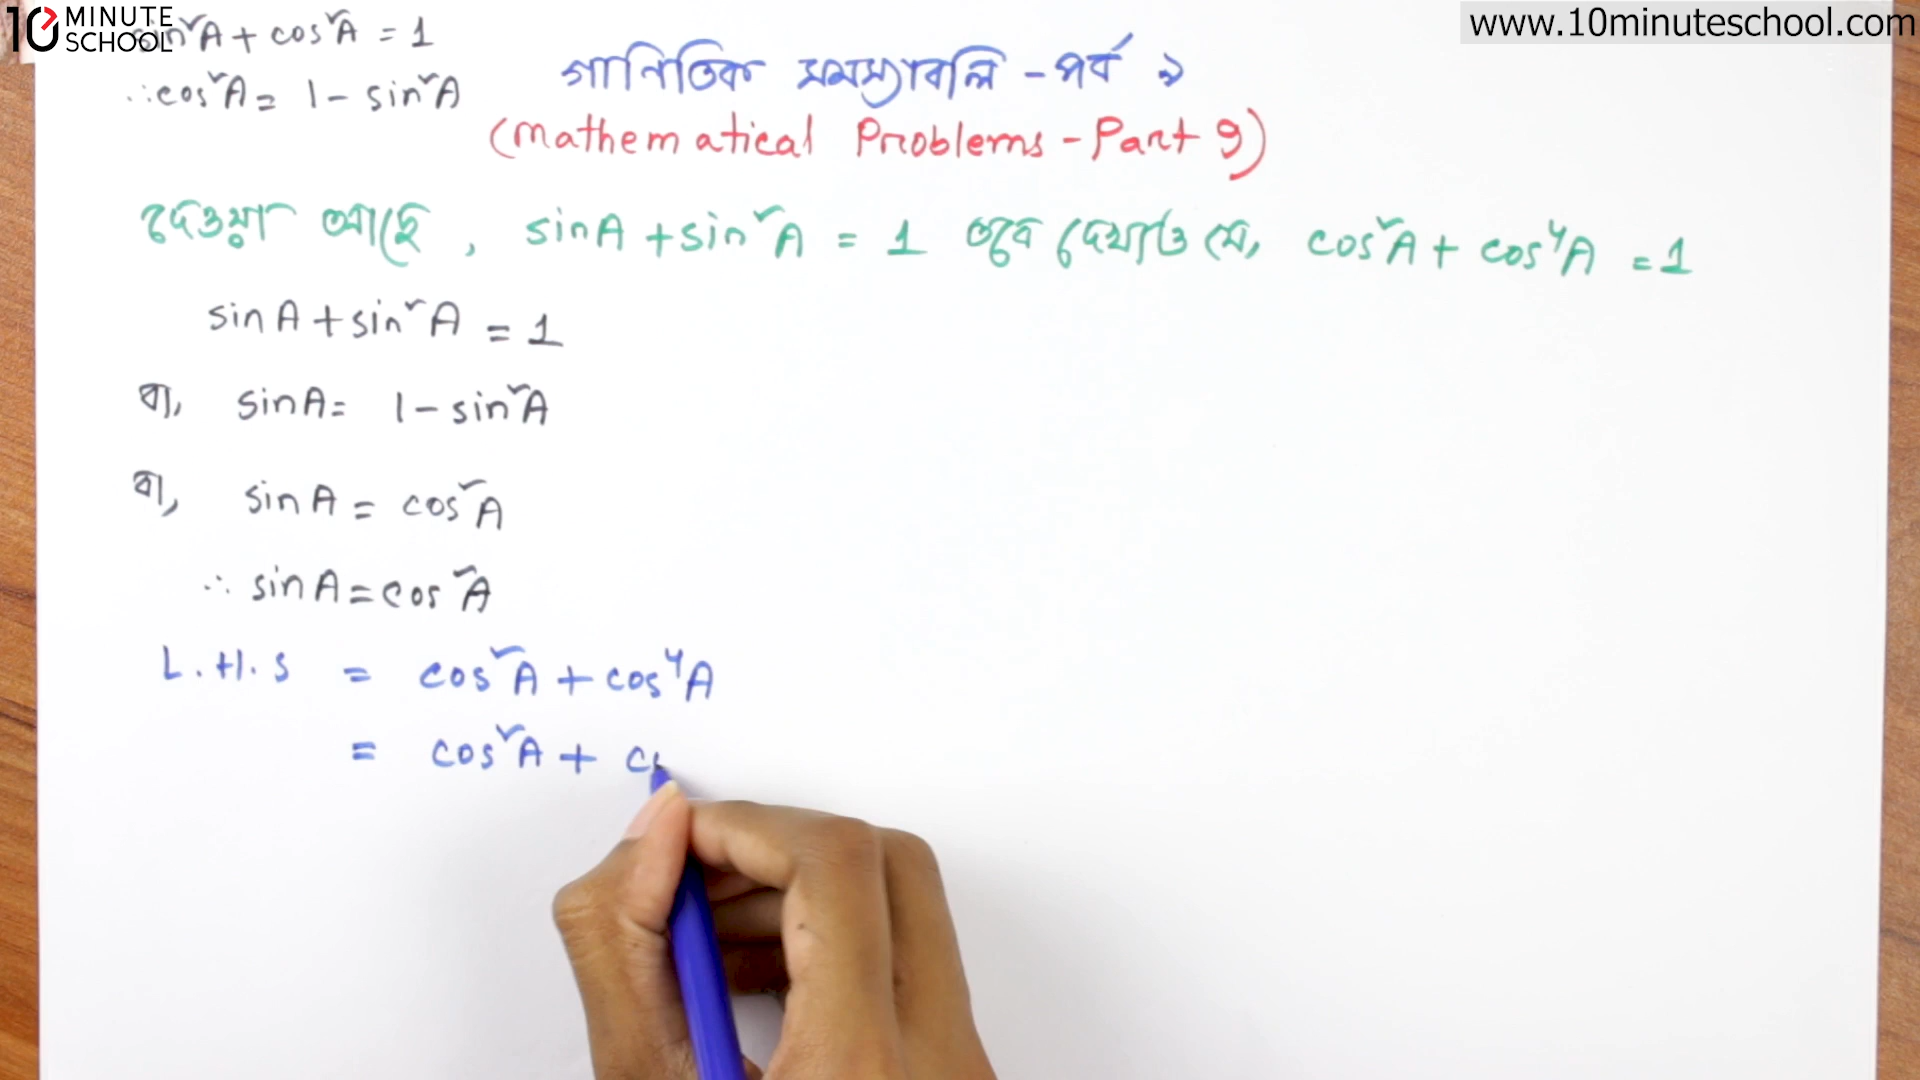 10 MINUTE SCHOOL
www.10minuteschool.com
sin²A + cos²A = 1
∴ cos²A = 1 - sin²A
গাণিতিক সমস্যাবলি - পর্ব ৯
(Mathematical Problems - Part 9)
দেওয়া আছে, sinA + sin²A = 1 তবে দেখাও যে, cos²A + cos⁴A = 1
sinA + sin²A = 1
বা, sinA = 1 - sin²A
বা, sinA = cos²A
∴ sinA = cos²A
L.H.S = cos²A + cos⁴A
= cos²A + c